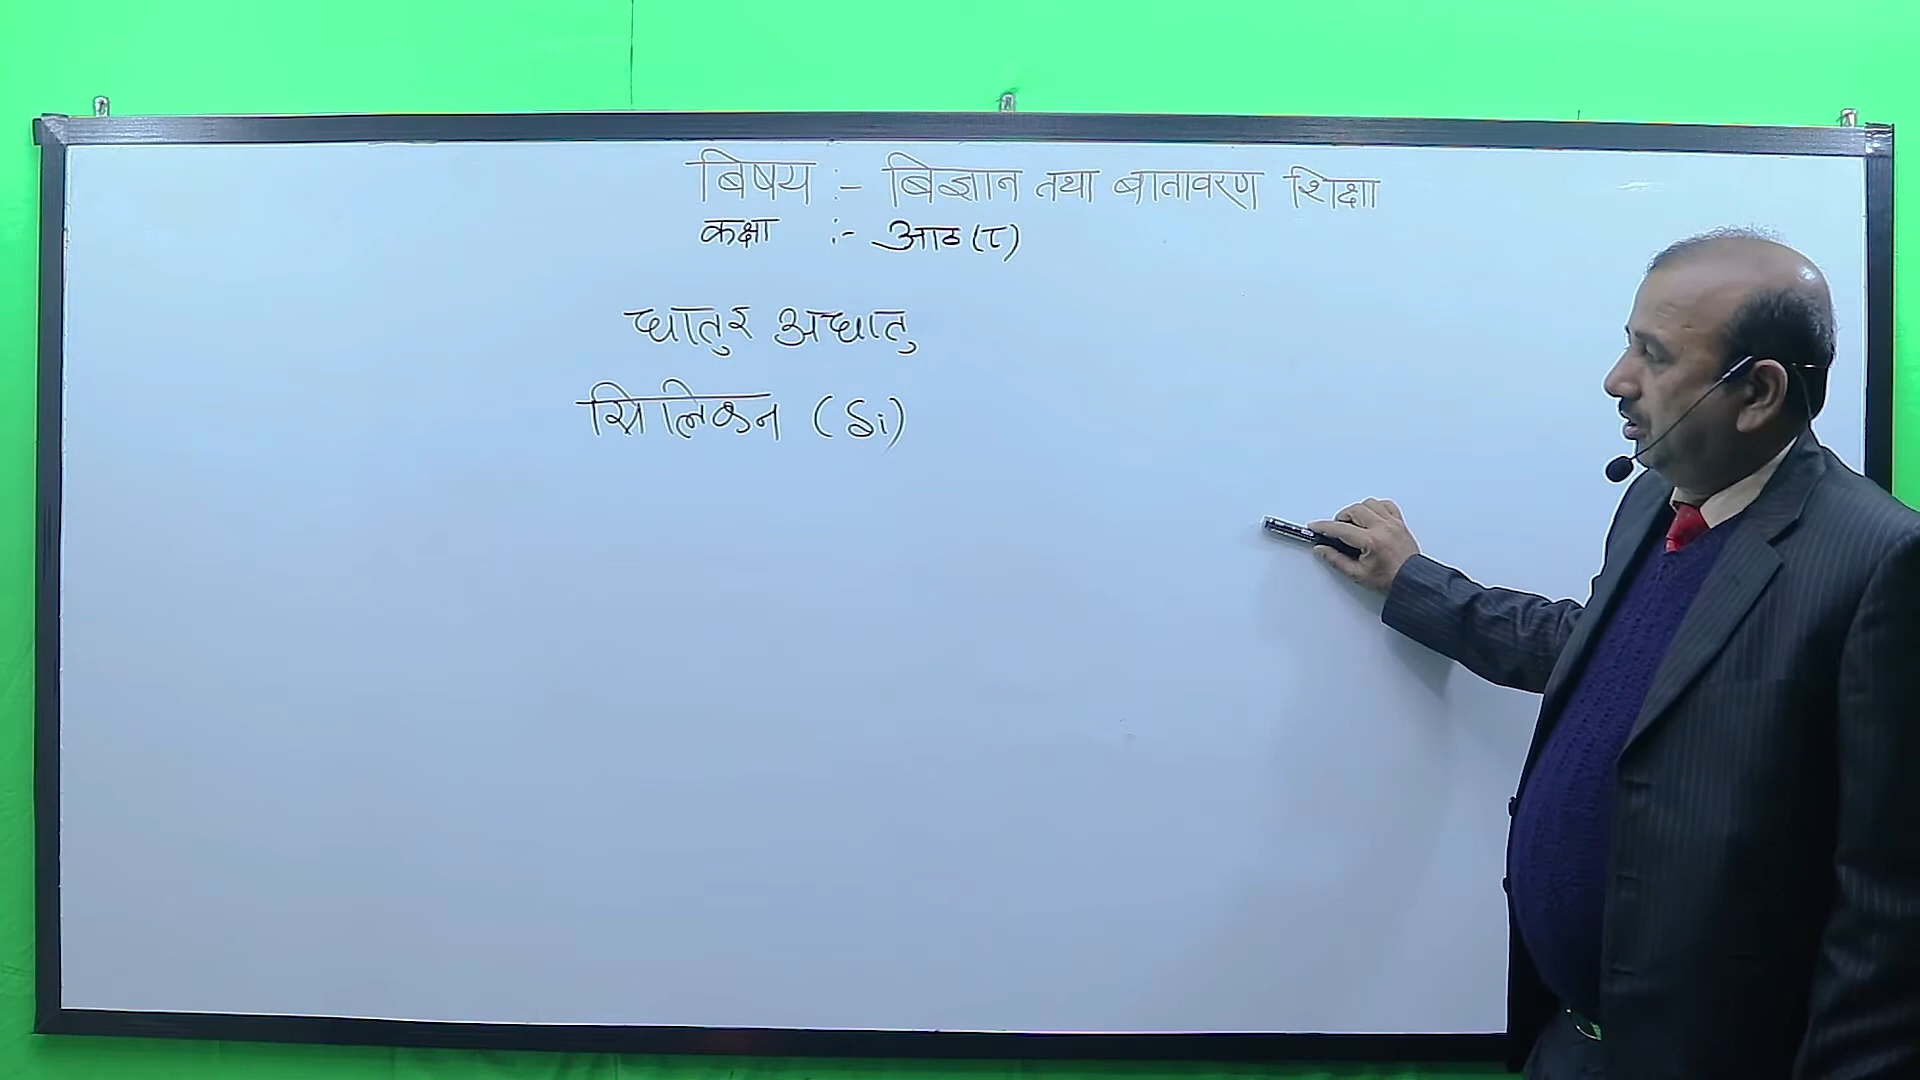 बिषय :- बिज्ञान तथा बातावरण शिक्षा
कक्षा :- आठ (८)
धातु र अधातु
सिलिकन (Si)